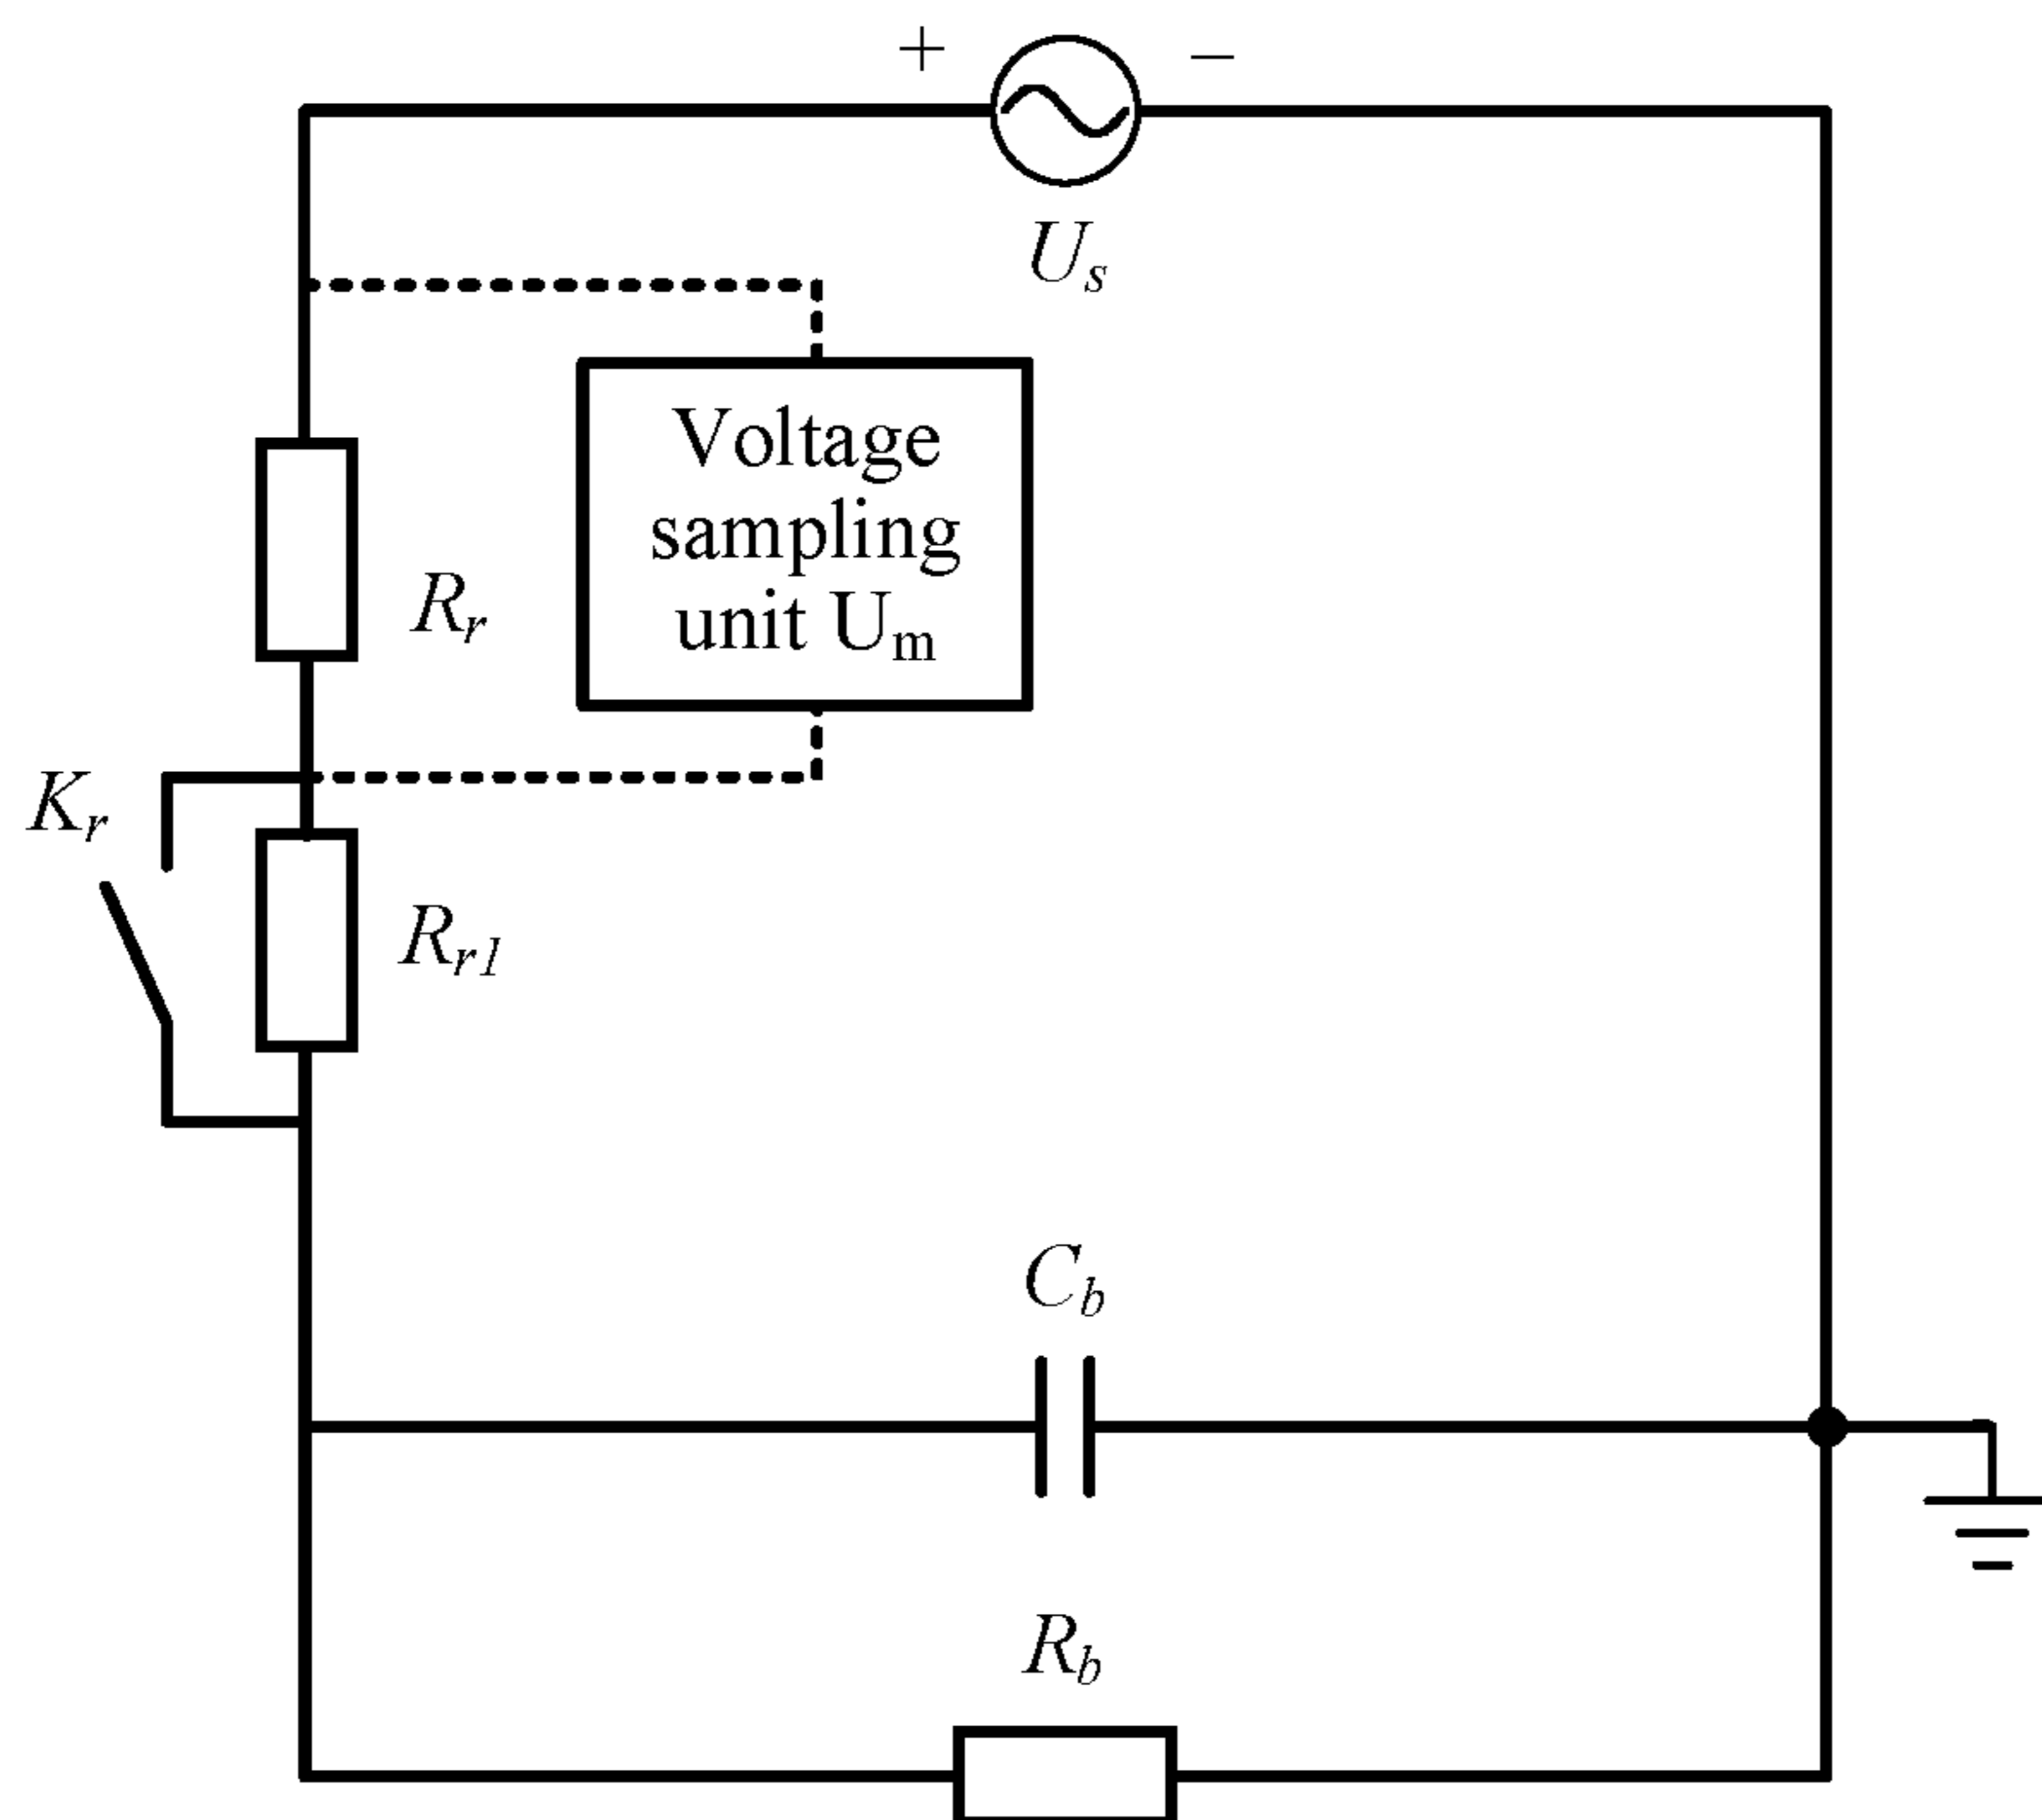 + −
Us
Voltage
sampling
unit Um
Rr
Kr
Rr1
Cb
Rb